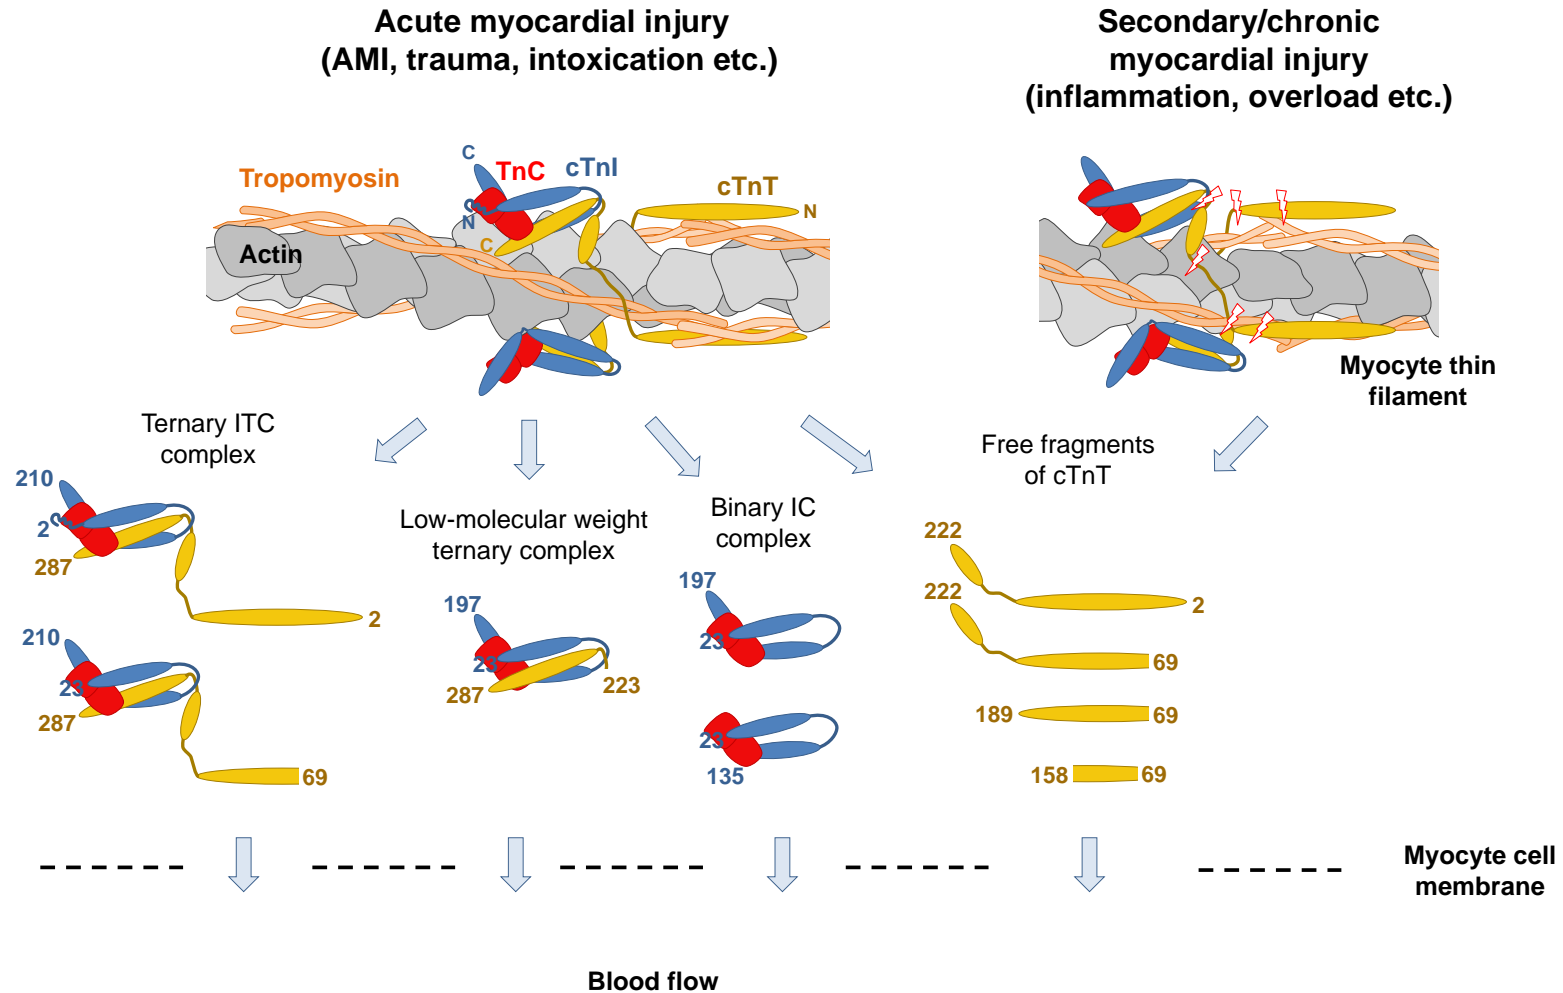 Acute myocardial injury
(AMI, trauma, intoxication etc.)
Secondary/chronic
myocardial injury
(inflammation, overload etc.)
C
TnC
cTnI
Tropomyosin
cTnT
N
N
C
Actin
Myocyte thin
filament
Ternary ITC
complex
Low-molecular weight
ternary complex
Binary IC
complex
Free fragments
of cTnT
210
2
287
2
210
23
287
69
197
23
287
223
197
23
23
135
222
2
222
69
189
69
158
69
Myocyte cell
membrane
Blood flow